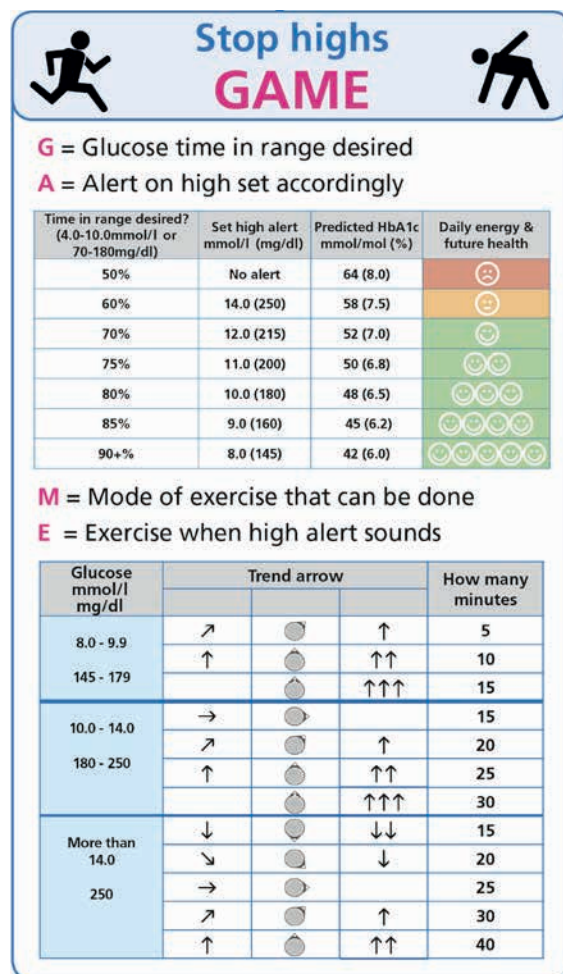 Stop highs
GAME
G = Glucose time in range desired
A = Alert on high set accordingly
Time in range desired? (4.0-10.0mmol/l or 70-180mg/dl) Set high alert mmol/l (mg/dl) Predicted HbA1c mmol/mol (%) Daily energy & future health
50% No alert 64 (8.0)
60% 14.0 (250) 58 (7.5)
70% 12.0 (215) 52 (7.0)
75% 11.0 (200) 50 (6.8)
80% 10.0 (180) 48 (6.5)
85% 9.0 (160) 45 (6.2)
90+% 8.0 (145) 42 (6.0)
M = Mode of exercise that can be done
E = Exercise when high alert sounds
Glucose mmol/l mg/dl Trend arrow How many minutes
8.0 - 9.9
145 - 179
↗ ↑ 5
↑ ↑↑ 10
↑↑↑ 15
10.0 - 14.0
180 - 250
→ 15
↗ ↑ 20
↑ ↑↑ 25
↑↑↑ 30
More than
14.0
250
↓ ↓↓ 15
↘ ↓ 20
→ 25
↗ ↑ 30
↑ ↑↑ 40